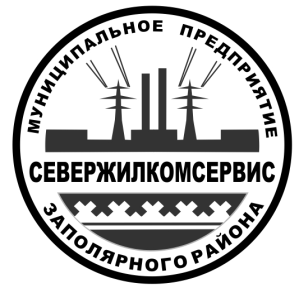 МУНИЦИПАЛЬНОЕ ПРЕДПРИЯТИЕ
СЕВЕРЖИЛКОМСЕРВИС
ЗАПОЛЯРНОГО РАЙОНА